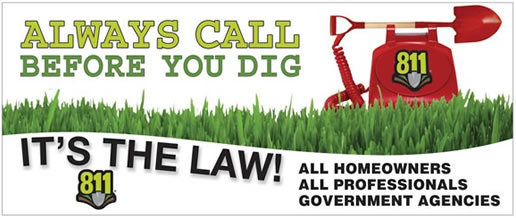 ALWAYS CALL
BEFORE YOU DIG
811
IT'S THE LAW!
811
ALL HOMEOWNERS
ALL PROFESSIONALS
GOVERNMENT AGENCIES